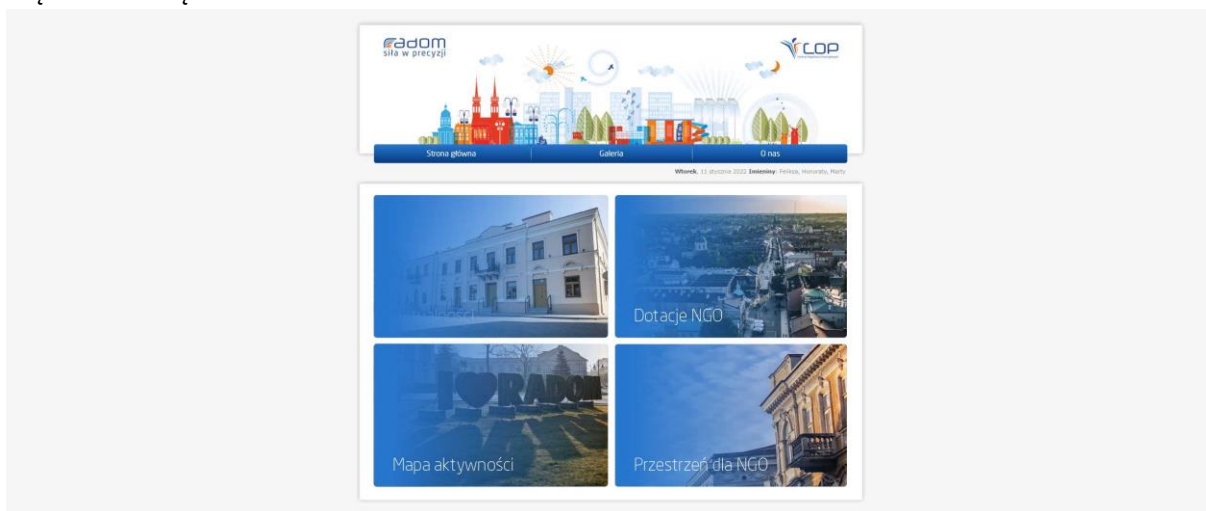 Radom
siła w precyzji
COP
Strona główna
Galeria
O nas
Wtorek, 11 stycznia 2022 Imieniny: Feliksa, Honoraty, Marty
Dotacje NGO
I RADOM
Mapa aktywności
Przestrzeń dla NGO